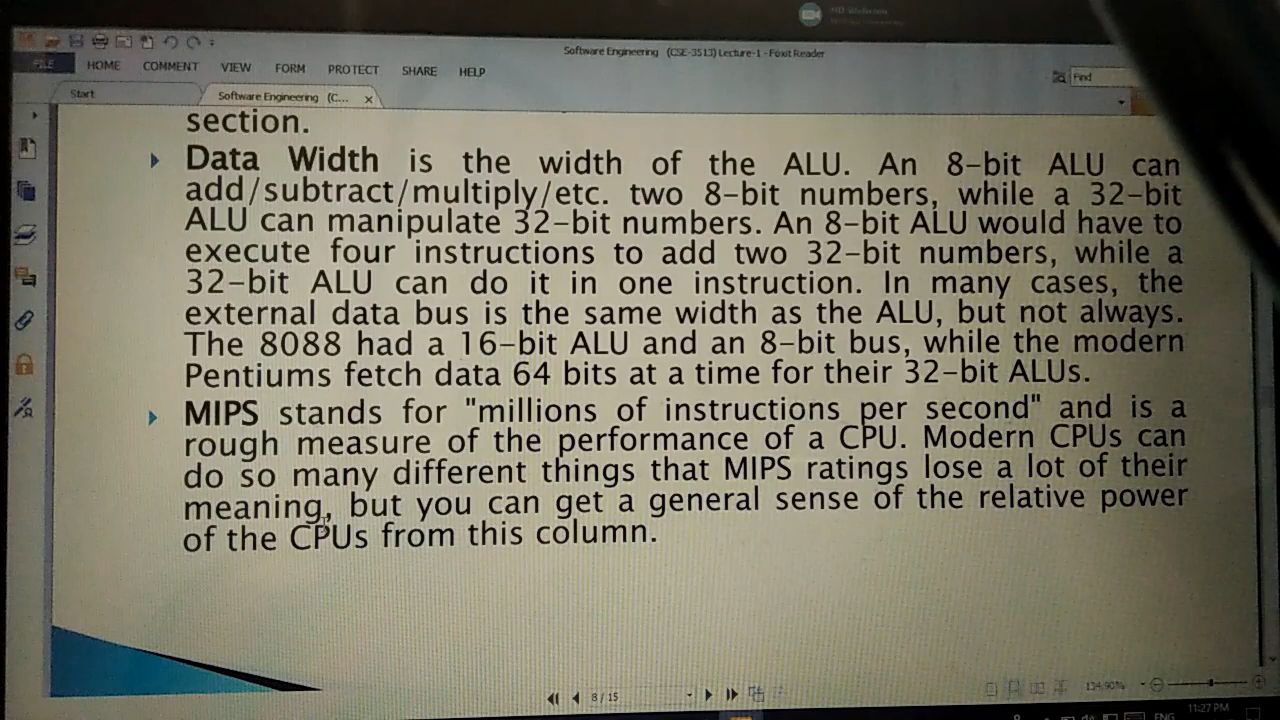 Software Engineering (CSE-3513) Lecture-1 - Foxit Reader
FILE HOME COMMENT VIEW FORM PROTECT SHARE HELP
Find
Start
Software Engineering (C...
section.
Data Width is the width of the ALU. An 8-bit ALU can
add/subtract/multiply/etc. two 8-bit numbers, while a 32-bit
ALU can manipulate 32-bit numbers. An 8-bit ALU would have to
execute four instructions to add two 32-bit numbers, while a
32-bit ALU can do it in one instruction. In many cases, the
external data bus is the same width as the ALU, but not always.
The 8088 had a 16-bit ALU and an 8-bit bus, while the modern
Pentiums fetch data 64 bits at a time for their 32-bit ALUs.
MIPS stands for "millions of instructions per second" and is a
rough measure of the performance of a CPU. Modern CPUs can
do so many different things that MIPS ratings lose a lot of their
meaning, but you can get a general sense of the relative power
of the CPUs from this column.
8 / 15
134.90%
ENG
11:27 PM